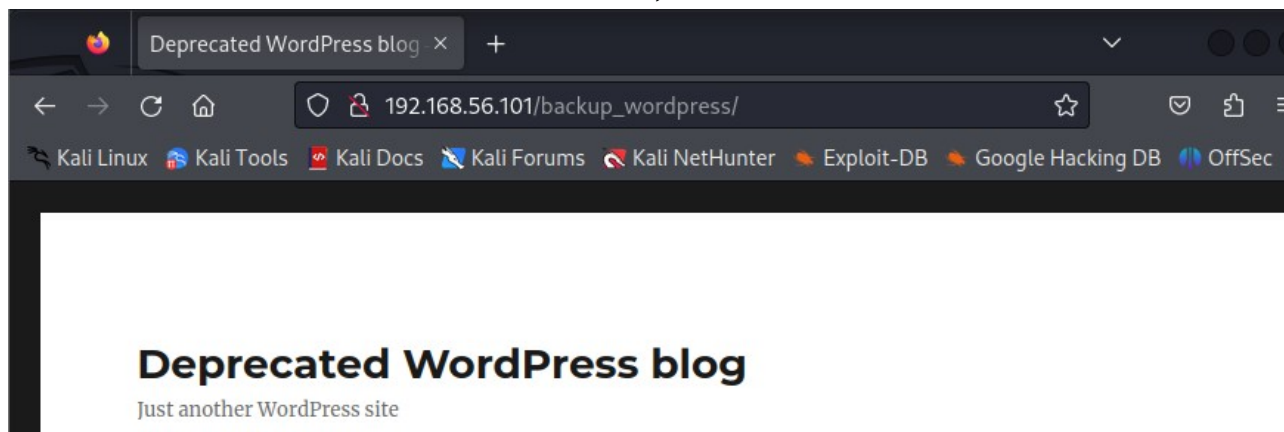 Deprecated WordPress blog
192.168.56.101/backup_wordpress/
Kali Linux Kali Tools Kali Docs Kali Forums Kali NetHunter Exploit-DB Google Hacking DB OffSec
Deprecated WordPress blog
Just another WordPress site